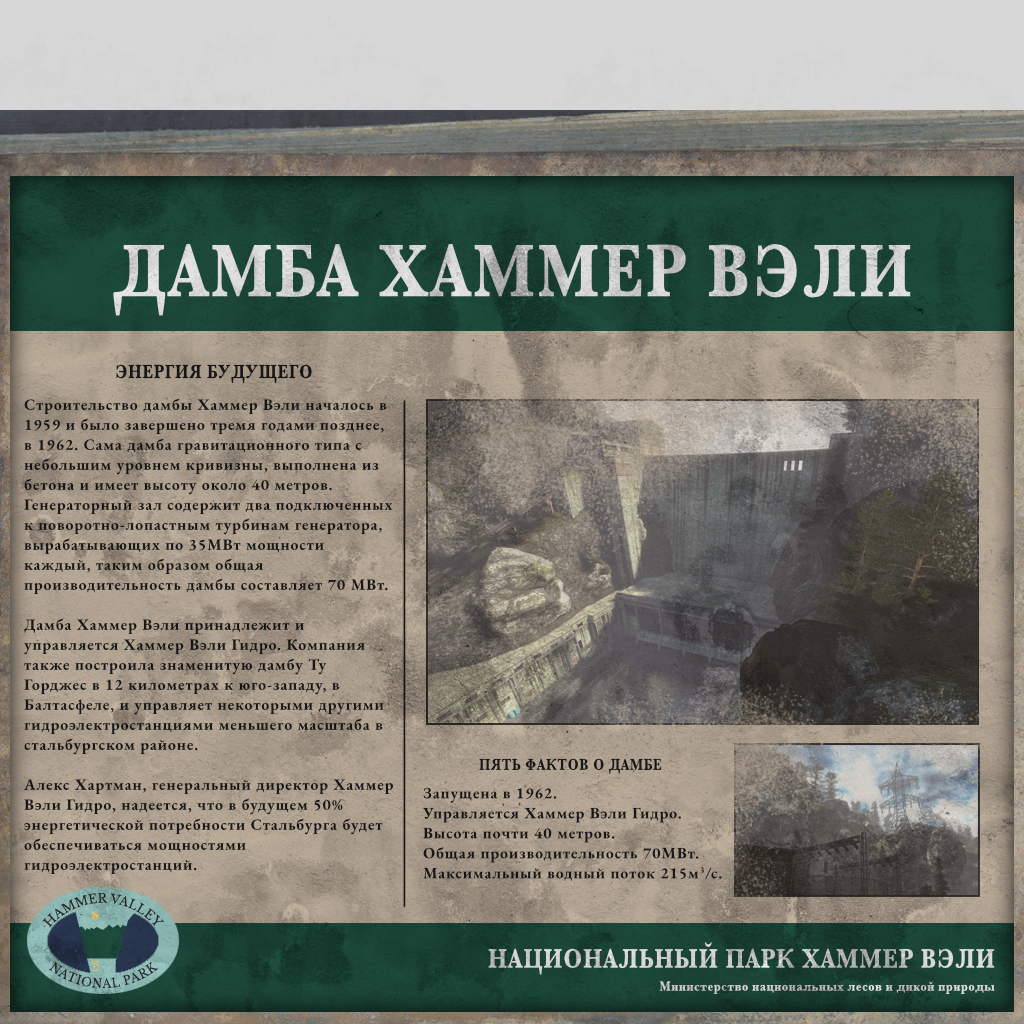 ДАМБА ХАММЕР ВЭЛИ
ЭНЕРГИЯ БУДУЩЕГО
Строительство дамбы Хаммер Вэли началось в
1959 и было завершено тремя годами позднее,
в 1962. Сама дамба гравитационного типа с
небольшим уровнем кривизны, выполнена из
бетона и имеет высоту около 40 метров.
Генераторный зал содержит два подключенных
к поворотно-лопастным турбинам генератора,
вырабатывающих по 35МВт мощности
каждый, таким образом общая
производительность дамбы составляет 70 МВт.
Дамба Хаммер Вэли принадлежит и
управляется Хаммер Вэли Гидро. Компания
также построила знаменитую дамбу Ту
Горджес в 12 километрах к юго-западу, в
Балтасфеле, и управляет некоторыми другими
гидроэлектростанциями меньшего масштаба в
стальбургском районе.
Алекс Хартман, генеральный директор Хаммер
Вэли Гидро, надеется, что в будущем 50%
энергетической потребности Стальбурга будет
обеспечиваться мощностями
гидроэлектростанций.
ПЯТЬ ФАКТОВ О ДАМБЕ
Запущена в 1962.
Управляется Хаммер Вэли Гидро.
Высота почти 40 метров.
Общая производительность 70МВт.
Максимальный водный поток 215м³/с.
HAMMER VALLEY
NATIONAL PARK
НАЦИОНАЛЬНЫЙ ПАРК ХАММЕР ВЭЛИ
Министерство национальных лесов и дикой природы